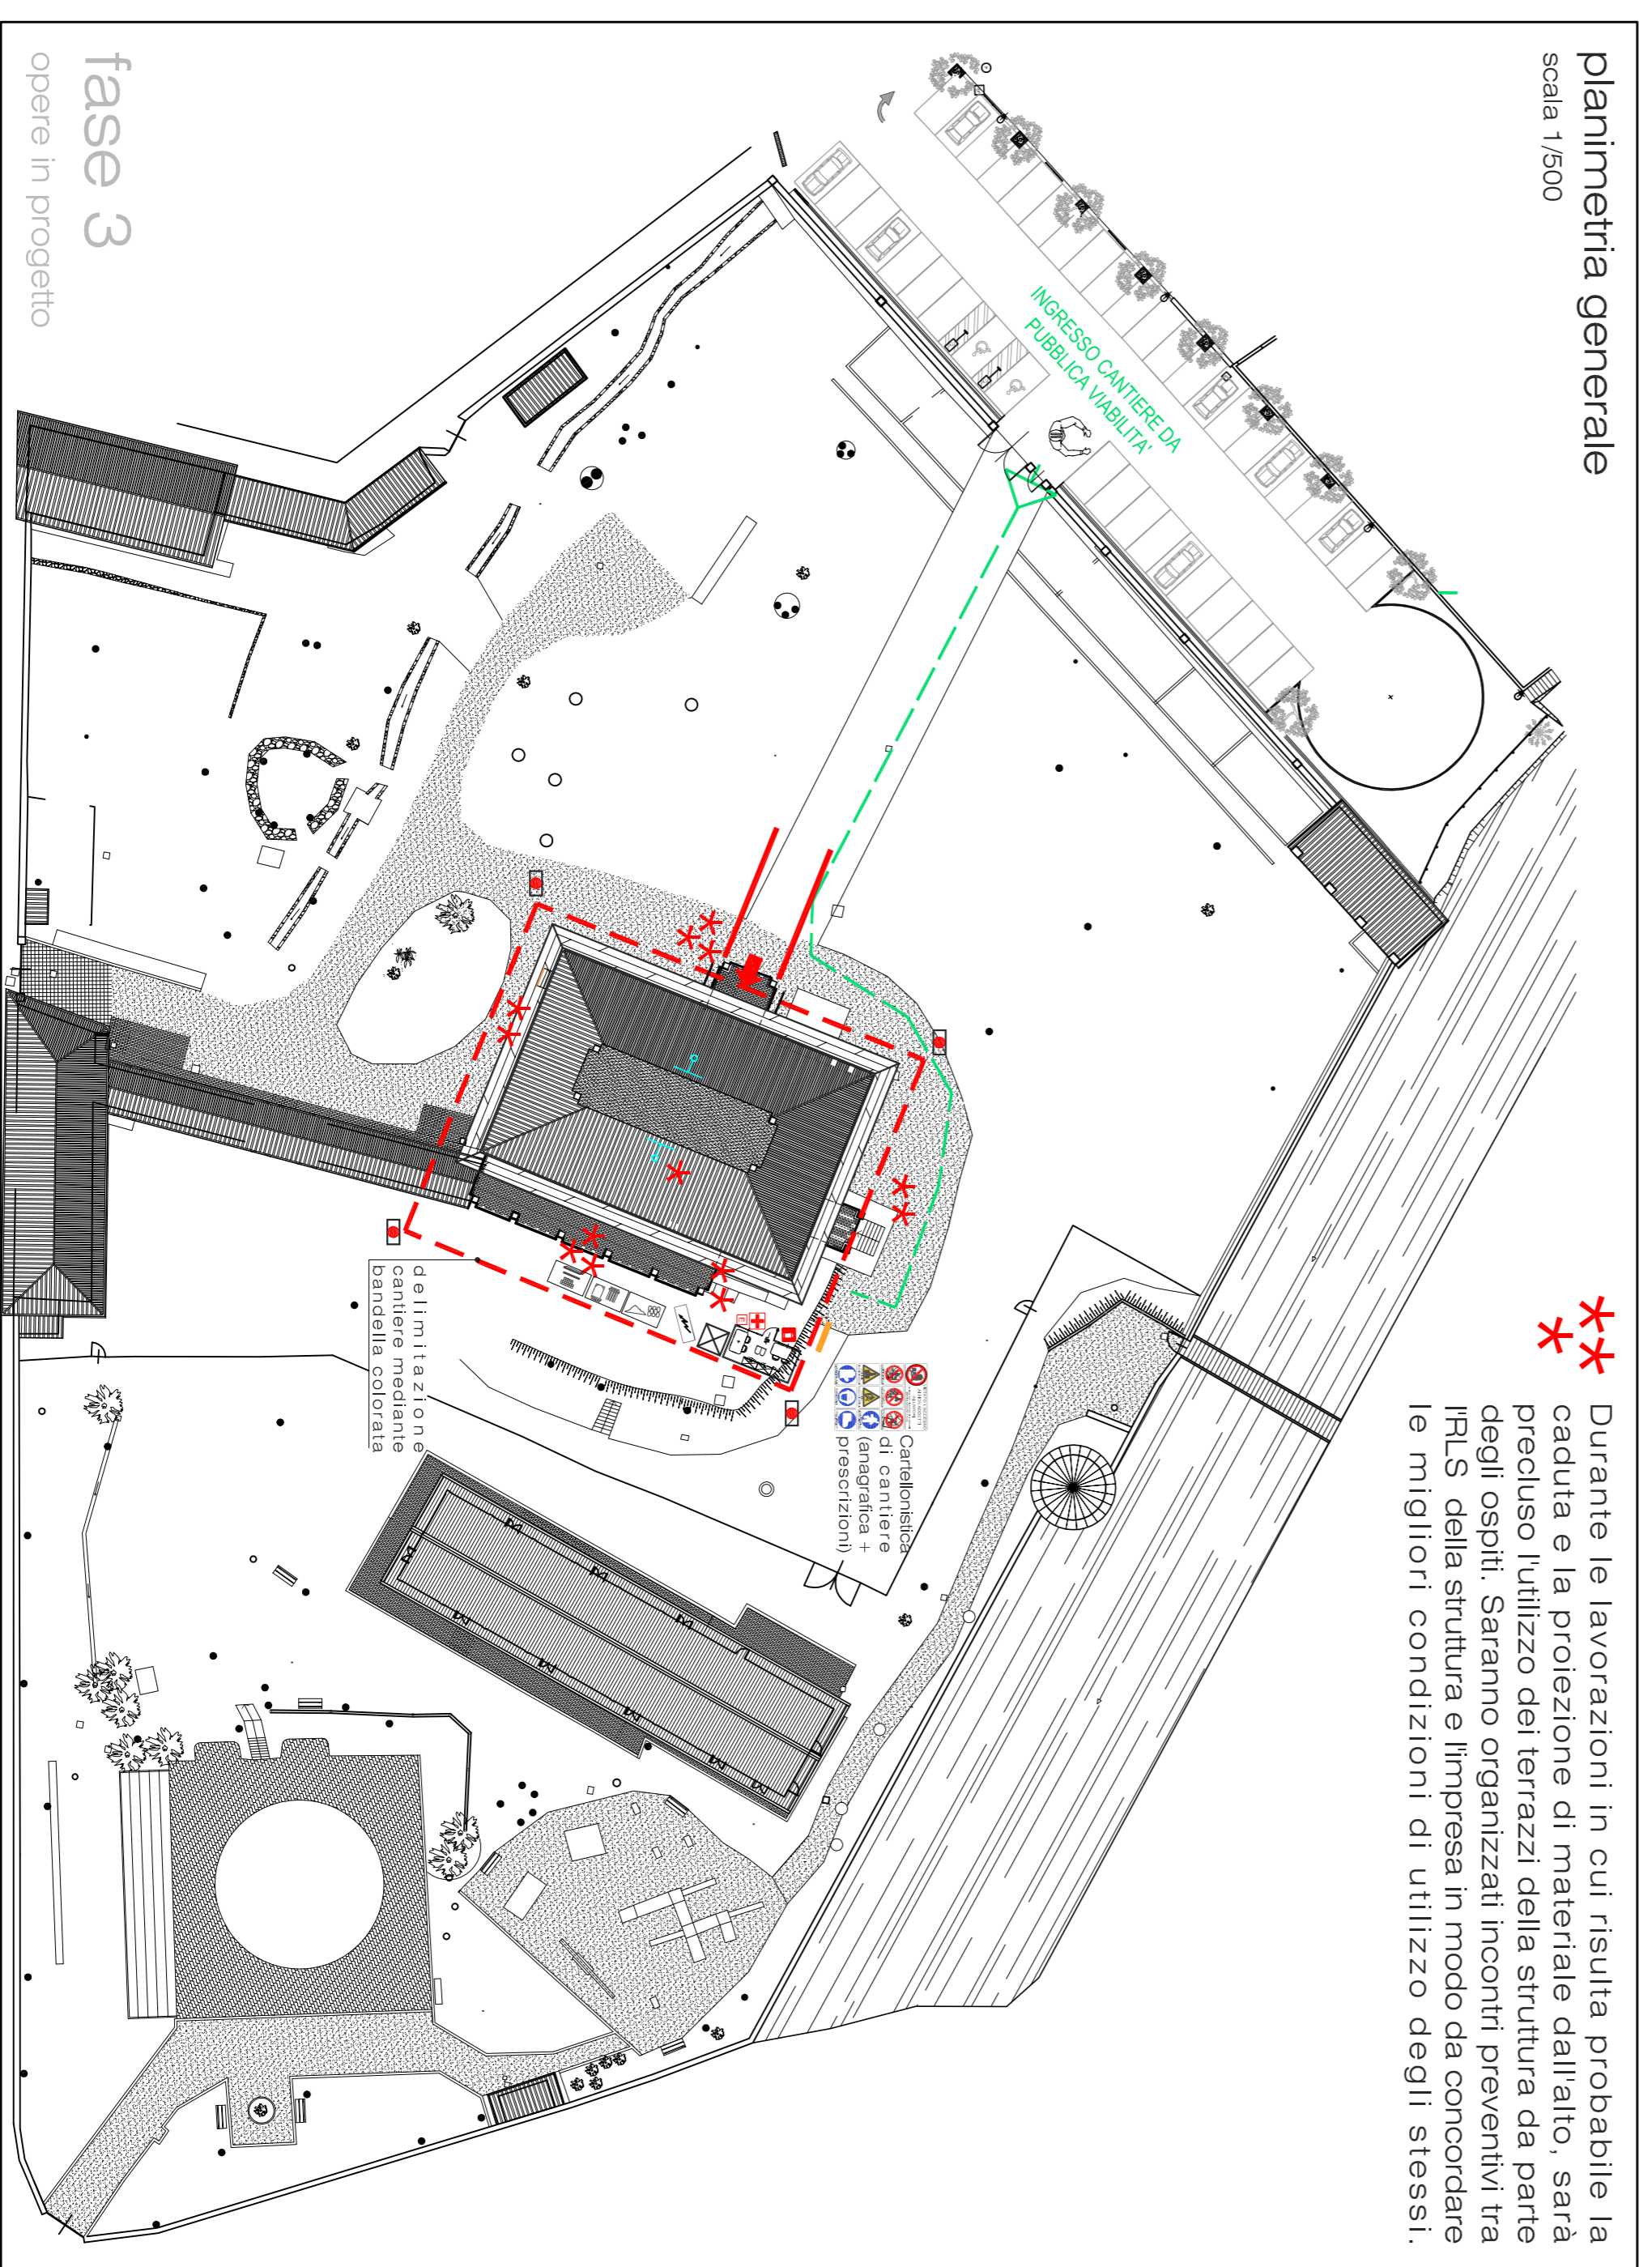 planimetria generale
scala 1/500
***
Durante le lavorazioni in cui risulta probabile la
caduta e la proiezione di materiale dall'alto, sarà
precluso l'utilizzo dei terrazzi della struttura da parte
degli ospiti. Saranno organizzati incontri preventivi tra
l'RLS della struttura e l'impresa in modo da concordare
le migliori condizioni di utilizzo degli stessi.
INGRESSO CANTIERE DA
PUBBLICA VIABILITA'
Cartellonistica
di cantiere
(anagrafica +
prescrizioni)
delimitazione
cantiere mediante
bandella colorata
fase 3
opere in progetto